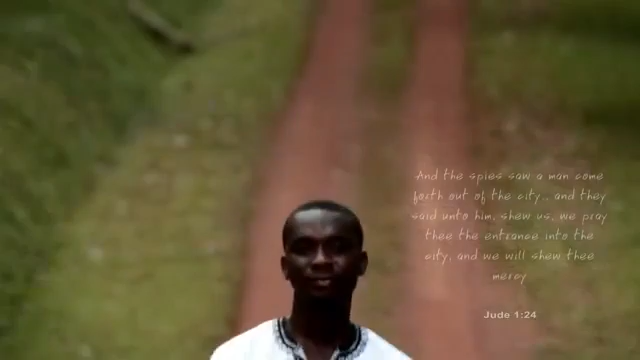 And the spies saw a man come
forth out of the city.. and they
said unto him, shew us, we pray
thee the entrance into the
city, and we will shew thee
mercy
Jude 1:24